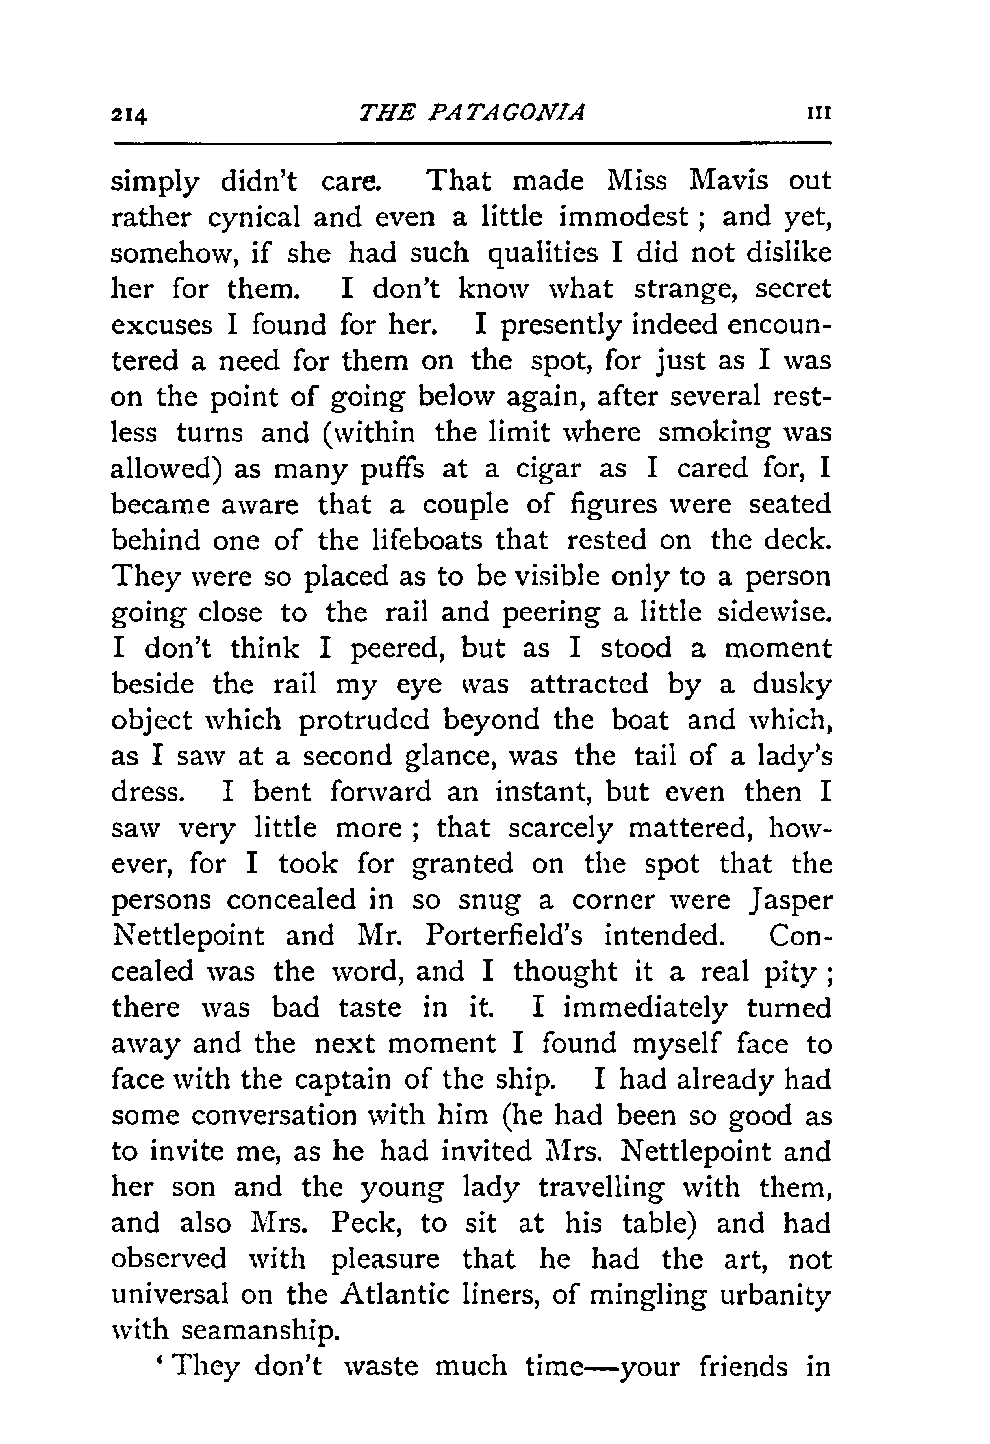 214 THE PATAGONIA III
simply didn't care. That made Miss Mavis out
rather cynical and even a little immodest ; and yet,
somehow, if she had such qualities I did not dislike
her for them. I don't know what strange, secret
excuses I found for her. I presently indeed encoun-
tered a need for them on the spot, for just as I was
on the point of going below again, after several rest-
less turns and (within the limit where smoking was
allowed) as many puffs at a cigar as I cared for, I
became aware that a couple of figures were seated
behind one of the lifeboats that rested on the deck.
They were so placed as to be visible only to a person
going close to the rail and peering a little sidewise.
I don't think I peered, but as I stood a moment
beside the rail my eye was attracted by a dusky
object which protruded beyond the boat and which,
as I saw at a second glance, was the tail of a lady's
dress. I bent forward an instant, but even then I
saw very little more ; that scarcely mattered, how-
ever, for I took for granted on the spot that the
persons concealed in so snug a corner were Jasper
Nettlepoint and Mr. Porterfield's intended. Con-
cealed was the word, and I thought it a real pity ;
there was bad taste in it. I immediately turned
away and the next moment I found myself face to
face with the captain of the ship. I had already had
some conversation with him (he had been so good as
to invite me, as he had invited Mrs. Nettlepoint and
her son and the young lady travelling with them,
and also Mrs. Peck, to sit at his table) and had
observed with pleasure that he had the art, not
universal on the Atlantic liners, of mingling urbanity
with seamanship.
‘ They don't waste much time—your friends in